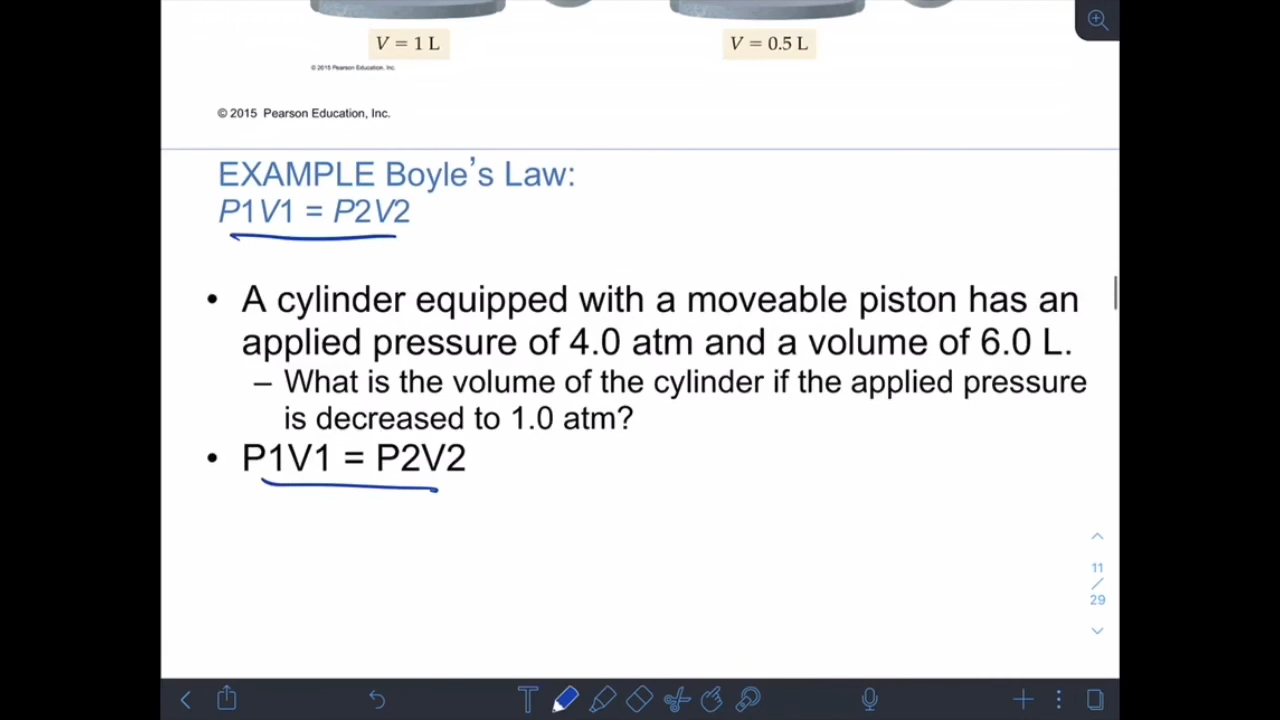 V = 1 L
V = 0.5 L
© 2015 Pearson Education, Inc.
© 2015 Pearson Education, Inc.
EXAMPLE Boyle’s Law:
P1V1 = P2V2
• A cylinder equipped with a moveable piston has an
applied pressure of 4.0 atm and a volume of 6.0 L.
– What is the volume of the cylinder if the applied pressure
is decreased to 1.0 atm?
• P1V1 = P2V2
11
/
29
T